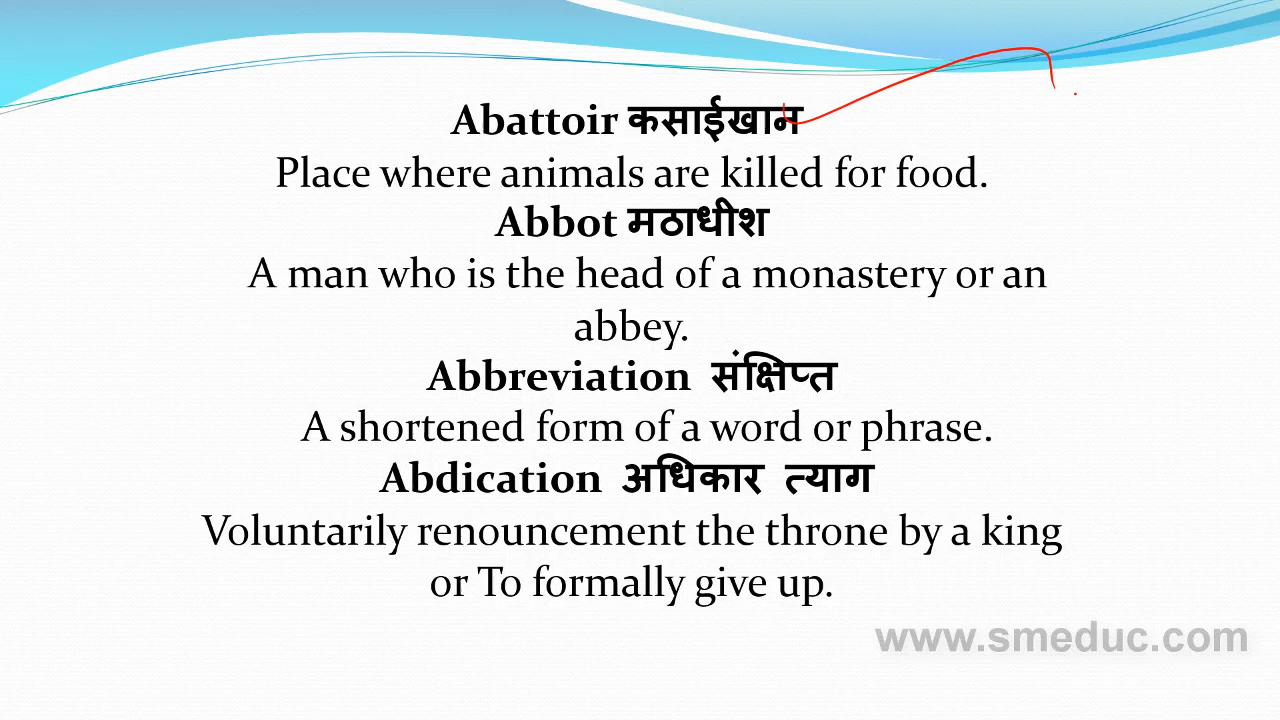 Abattoir कसाईखान
Place where animals are killed for food.
Abbot मठाधीश
A man who is the head of a monastery or an
abbey.
Abbreviation संक्षिप्त
A shortened form of a word or phrase.
Abdication अधिकार त्याग
Voluntarily renouncement the throne by a king
or To formally give up.
www.smeduc.com